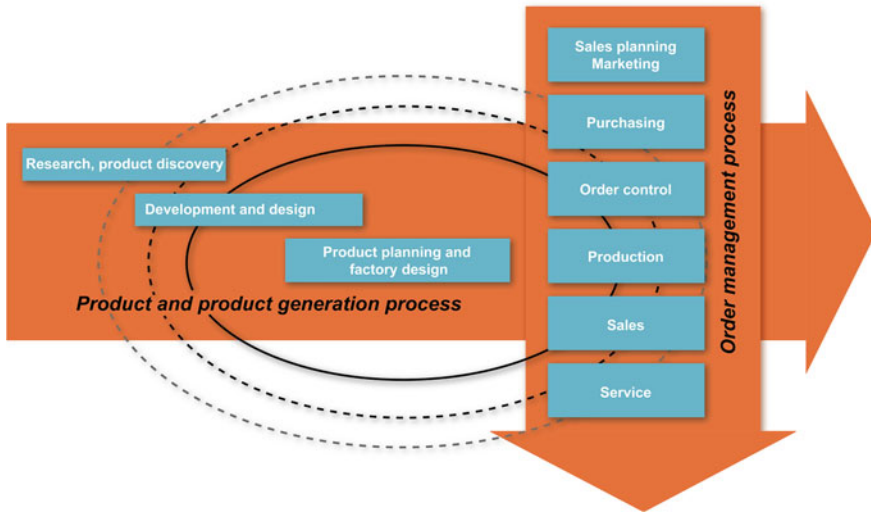 Sales planning
Marketing
Purchasing
Research, product discovery
Order control
Development and design
Product planning and
factory design
Production
Product and product generation process
Sales
Service
Order management process